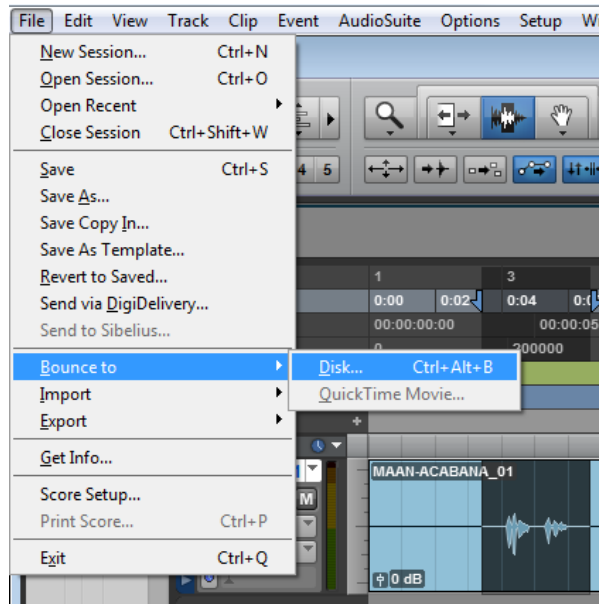 File Edit View Track Clip Event AudioSuite Options Setup
New Session... Ctrl+N
Open Session... Ctrl+O
Open Recent
Close Session Ctrl+Shift+W
Save Ctrl+S
4 5
Save As...
Save Copy In...
Save As Template...
Revert to Saved...
1 3
Send via DigiDelivery...
0:00 0:02 0:04
Send to Sibelius...
00:00:00:00 00:00:05
0 200000
Bounce to
Disk... Ctrl+Alt+B
Import
QuickTime Movie...
Export
Get Info...
MAAN-ACABANA_01
Score Setup...
M
Print Score... Ctrl+P
Exit Ctrl+Q
0 dB